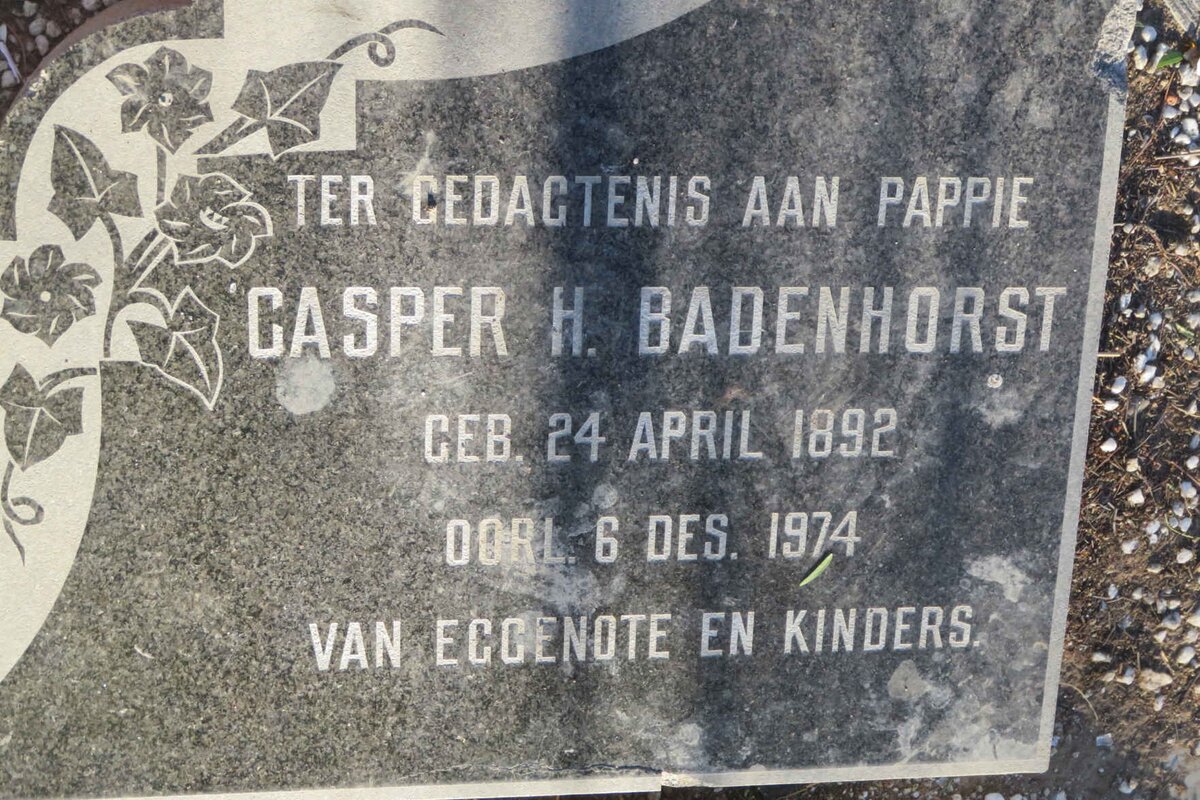 TER GEDAGTENIS AAN PAPPIE
CASPER H. BADENHORST
GEB. 24 APRIL 1892
OORL. 6 DES. 1974
VAN EGGENOTE EN KINDERS.